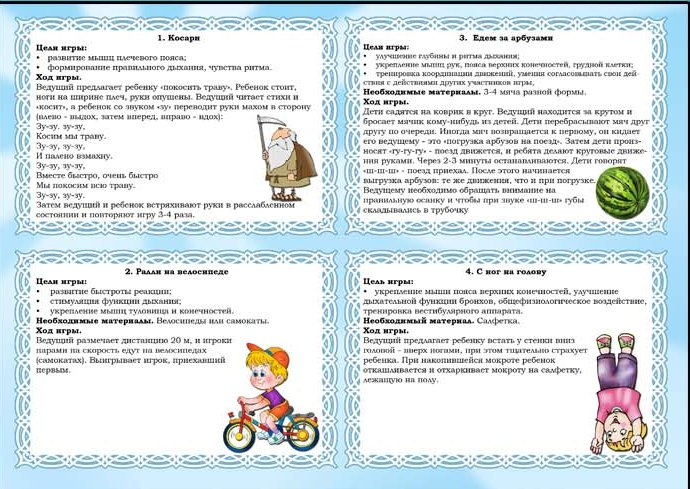 1. Косари
Цели игры:
• развитие мышц плечевого пояса;
• формирование правильного дыхания, чувства ритма.
Ход игры.
Ведущий предлагает ребенку "покосить траву". Ребенок стоит,
ноги на ширине плеч, руки опущены. Ведущий читает стихи и
«косит», а ребенок со звуком «зу» переводит руки махом в сторону
(влево - выдох, затем вперед, вправо - вдох):
Зу-зу, зу-зу,
Косим мы траву.
Зу-зу, зу-зу,
И налево взмахну.
Зу-зу, зу-зу,
Вместе быстро, очень быстро
Мы покосим всю траву.
Зу-зу, зу-зу.
Затем ведущий и ребенок встряхивают руки в расслабленном
состоянии и повторяют игру 3-4 раза.
2. Ралли на велосипеде
Цели игры:
• развитие быстроты реакции;
• стимуляция функции дыхания;
• укрепление мышц туловища и конечностей.
Необходимые материалы. Велосипеды или самокаты.
Ход игры.
Ведущий размечает дистанцию 20 м, и игроки
парами на скорость едут на велосипедах
(самокатах). Выигрывает игрок, приехавший
первым.
3. Едем за арбузами
Цели игры:
• улучшение глубины и ритма дыхания;
• укрепление мышц рук, пояса верхних конечностей, грудной клетки;
• тренировка координации движений, умения согласовывать свои дей-
ствия с действиями других участников игры,
Необходимые материалы. 3-4 мяча разной формы.
Ход игры.
Дети садятся на коврик в круг. Ведущий находится за кругом и
бросает мячик кому-нибудь из детей. Дети перебрасывают мяч друг
другу по очереди. Иногда мяч возвращается к первому, он кидает
его ведущему - это «погрузка арбузов на поезд». Затем дети произ-
носят «гу-гу-гу» - поезд движется, и ребята делают круговые движе-
ния руками. Через 2-3 минуты останавливаются. Дети говорят
«ш-ш-ш» - поезд приехал. После этого начинается
выгрузка арбузов: те же движения, что и при погрузке.
Ведущему необходимо обращать внимание на
правильную осанку и чтобы при звуке «ш-ш-ш» губы
складывались в трубочку
4. С ног на голову
Цель игры:
• укрепление мышц пояса верхних конечностей, улучшение
дыхательной функции бронхов, общефизиологическое воздействие,
тренировка вестибулярного аппарата.
Необходимый материал. Салфетка.
Ход игры.
Ведущий предлагает ребенку встать у стенки вниз
головой - вверх ногами, при этом тщательно страхует
ребенка. При накопившейся мокроте ребенок
откашливается и отхаркивает мокроту на салфетку,
лежащую на полу.